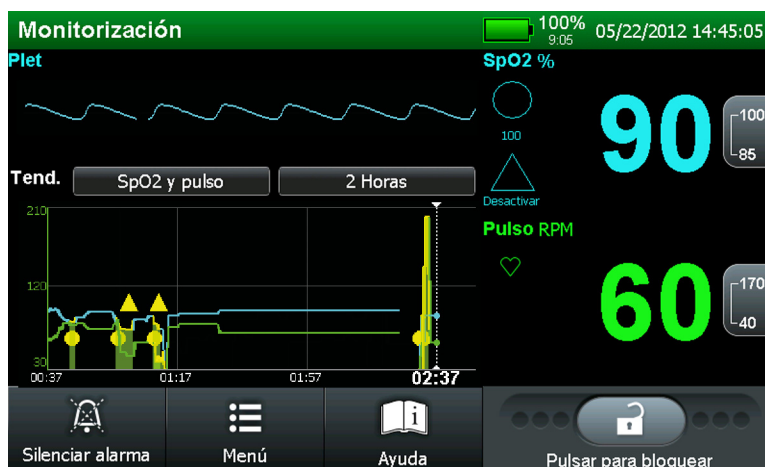 Monitorización
100%
9:05
05/22/2012 14:45:05
Plet
SpO2 %
100
90
100
85
Desactivar
Tend.
SpO2 y pulso
2 Horas
210
120
30
00:37
01:17
01:57
02:37
Pulso RPM
60
170
40
Silenciar alarma
Menú
Ayuda
Pulsar para bloquear